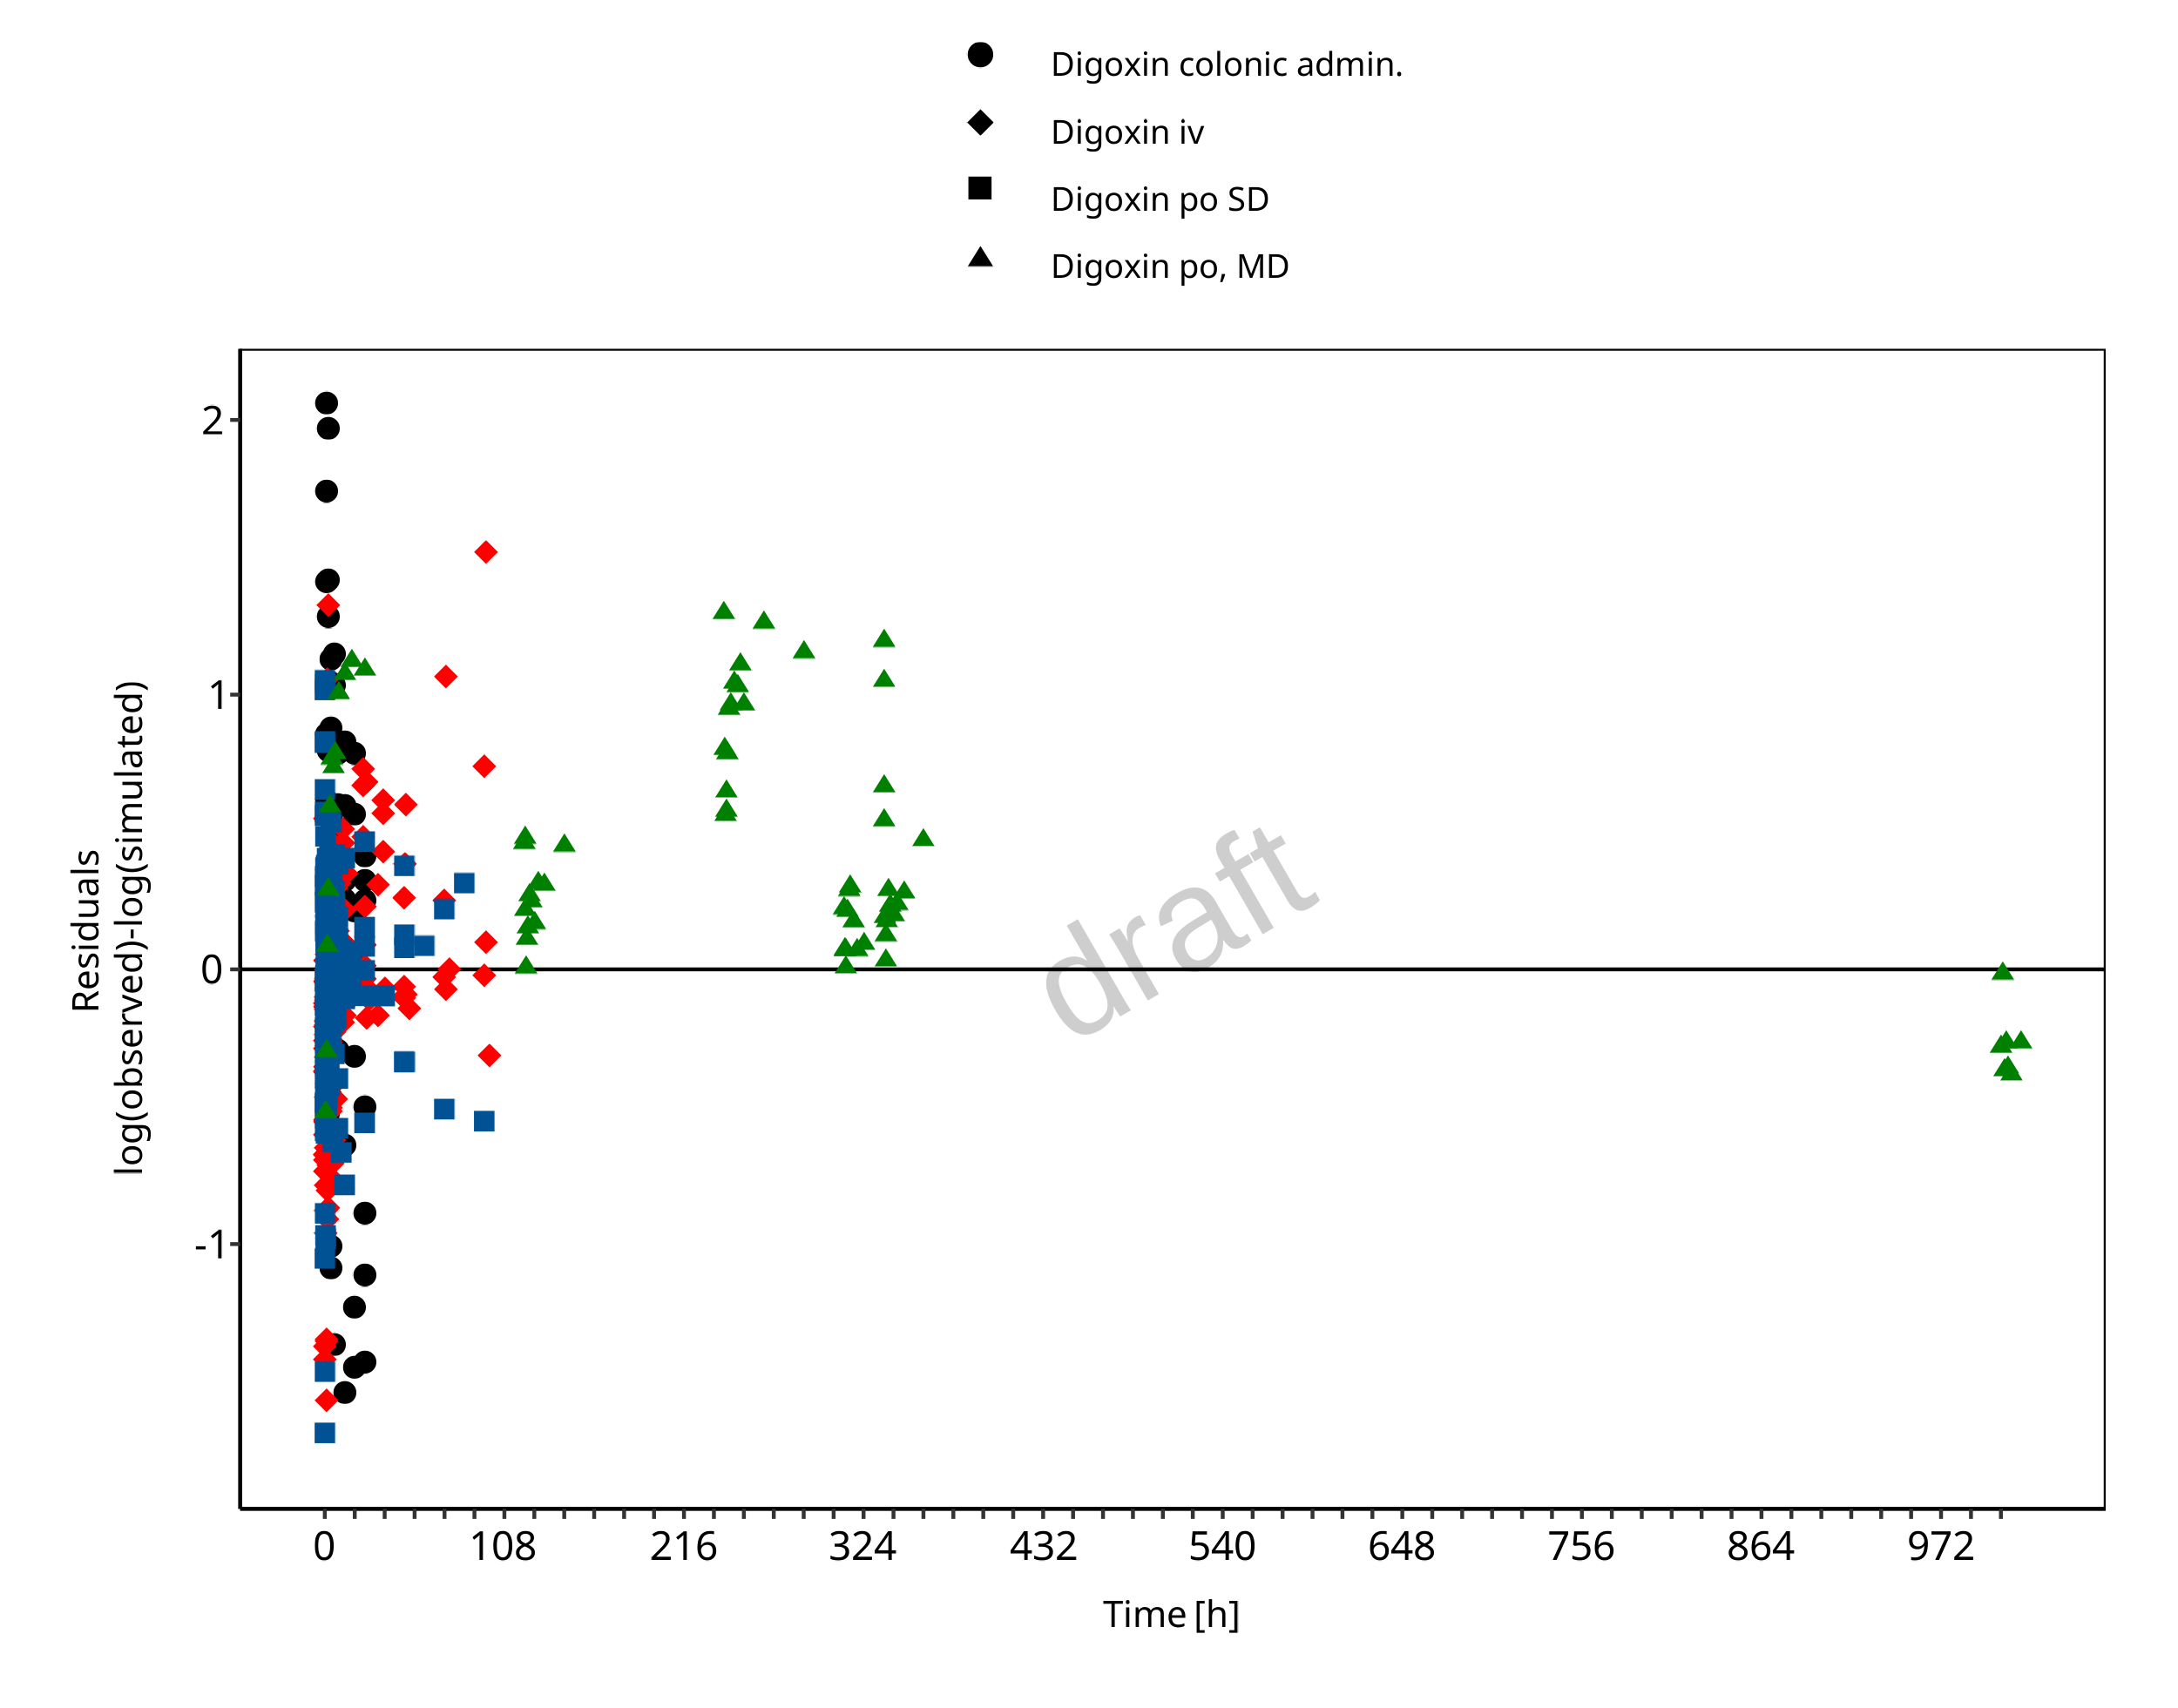 Digoxin colonic admin.
Digoxin iv
Digoxin po SD
Digoxin po, MD
Residuals
log(observed)-log(simulated)
2
1
0
-1
draft
0 108 216 324 432 540 648 756 864 972
Time [h]